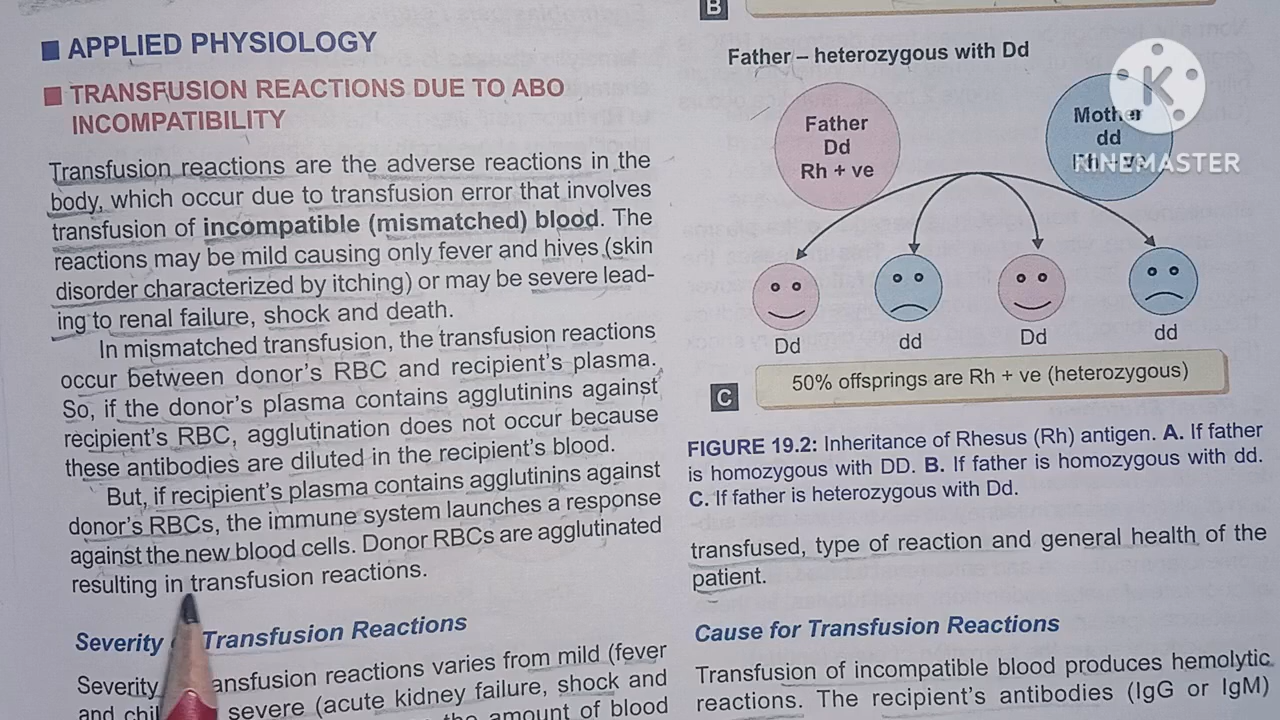 APPLIED PHYSIOLOGY
TRANSFUSION REACTIONS DUE TO ABO
INCOMPATIBILITY
Transfusion reactions are the adverse reactions in the
body, which occur due to transfusion error that involves
transfusion of incompatible (mismatched) blood. The
reactions may be mild causing only fever and hives (skin
disorder characterized by itching) or may be severe lead-
ing to renal failure, shock and death.
In mismatched transfusion, the transfusion reactions
occur between donor's RBC and recipient's plasma.
So, if the donor's plasma contains agglutinins against
recipient's RBC, agglutination does not occur because
these antibodies are diluted in the recipient's blood.
But, if recipient's plasma contains agglutinins against
donor's RBCs, the immune system launches a response
against the new blood cells. Donor RBCs are agglutinated
resulting in transfusion reactions.
Severity Transfusion Reactions
Severity transfusion reactions varies from mild (fever
and severe (acute kidney failure, shock and
the amount of blood
B
Father – heterozygous with Dd
Father
Dd
Rh + ve
Mother
dd
K
KINEMASTER
Dd
dd
Dd
dd
C
50% offsprings are Rh + ve (heterozygous)
FIGURE 19.2: Inheritance of Rhesus (Rh) antigen. A. If father
is homozygous with DD. B. If father is homozygous with dd.
C. If father is heterozygous with Dd.
transfused, type of reaction and general health of the
patient.
Cause for Transfusion Reactions
Transfusion of incompatible blood produces hemolytic
reactions. The recipient's antibodies (IgG or IgM)